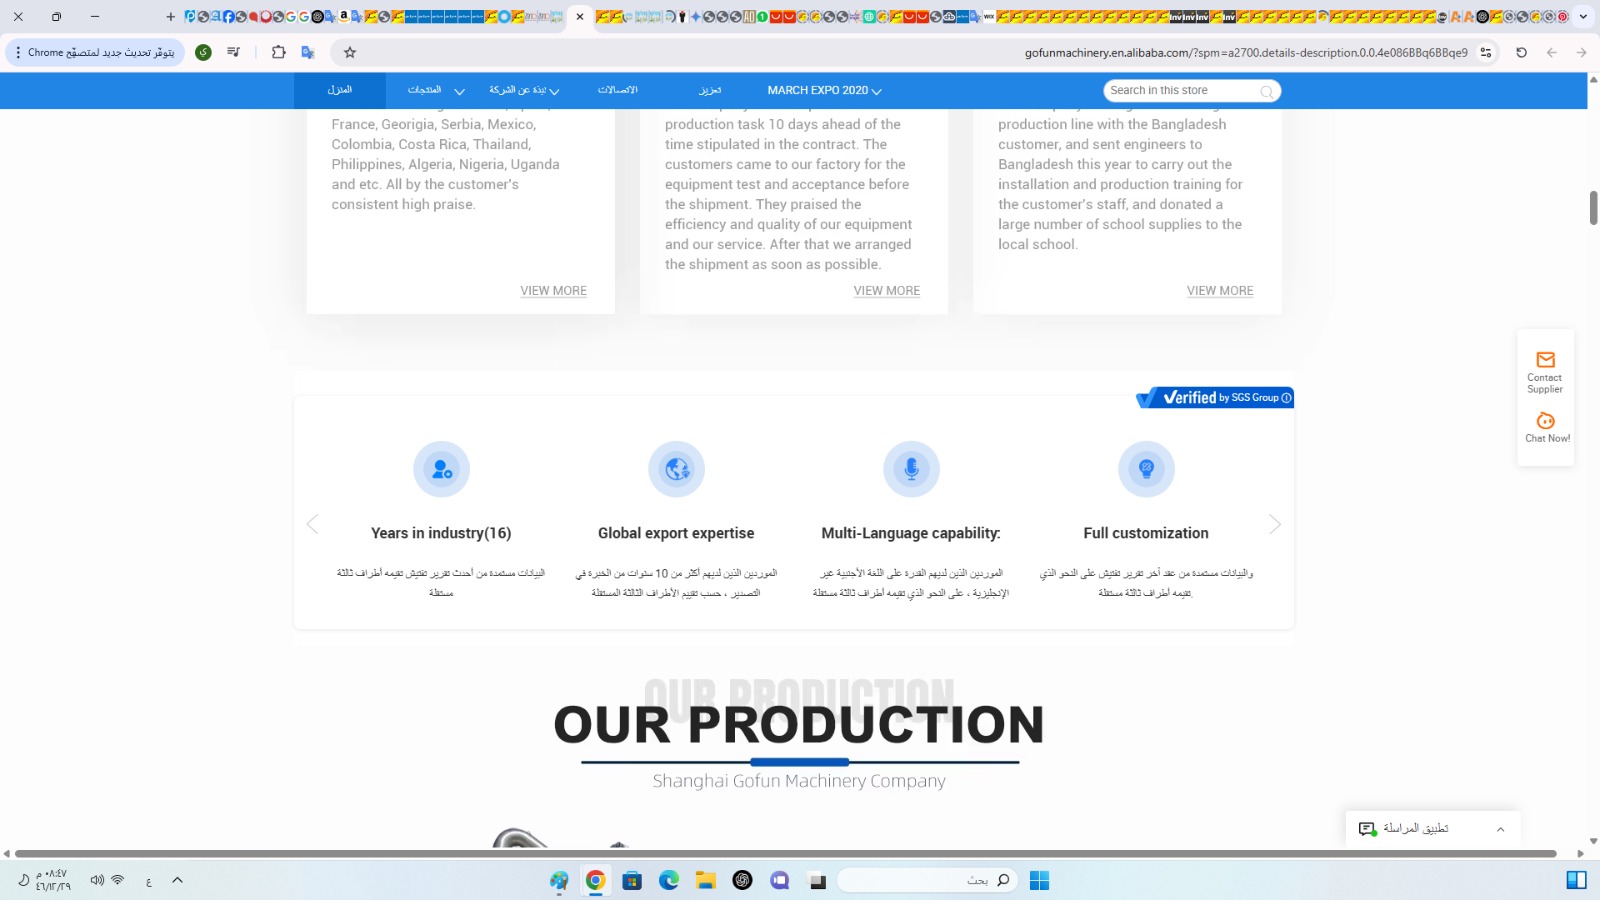 يتوفّر تحديث جديد لمتصفّح Chrome
gofunmachinery.en.alibaba.com/?spm=a2700.details-description.0.0.4e086BBq6BBqe9
المنزل
المنتجات
نبذة عن الشركة
الاتصالات
تعزيز
MARCH EXPO 2020
Search in this store
France, Georigia, Serbia, Mexico,
Colombia, Costa Rica, Thailand,
Philippines, Algeria, Nigeria, Uganda
and etc. All by the customer's
consistent high praise.
VIEW MORE
production task 10 days ahead of the
time stipulated in the contract. The
customers came to our factory for the
equipment test and acceptance before
the shipment. They praised the
efficiency and quality of our equipment
and our service. After that we arranged
the shipment as soon as possible.
VIEW MORE
production line with the Bangladesh
customer, and sent engineers to
Bangladesh this year to carry out the
installation and production training for
the customer's staff, and donated a
large number of school supplies to the
local school.
VIEW MORE
Contact
Supplier
Chat Now!
Verified by SGS Group
Years in industry(16)
البيانات مستمدة من أحدث تقرير تفتيش تقيمه أطراف ثالثة
مستقلة
Global export expertise
الموردين الذين لديهم أكثر من 10 سنوات من الخبرة في
التصدير ، حسب تقييم الأطراف الثالثة المستقلة
Multi-Language capability:
الموردين الذين لديهم القدرة على اللغة الأجنبية غير
الإنجليزية ، على النحو الذي تقيمه أطراف ثالثة مستقلة
Full customization
والبيانات مستمدة من عقد آخر تقرير تفتيش على النحو الذي
تقيمه أطراف ثالثة مستقلة.
OUR PRODUCTION
OUR PRODUCTION
Shanghai Gofun Machinery Company
تطبيق المراسلة
٠٨:٤٧ م
٤٦/١٢/٢٩
ع
بحث